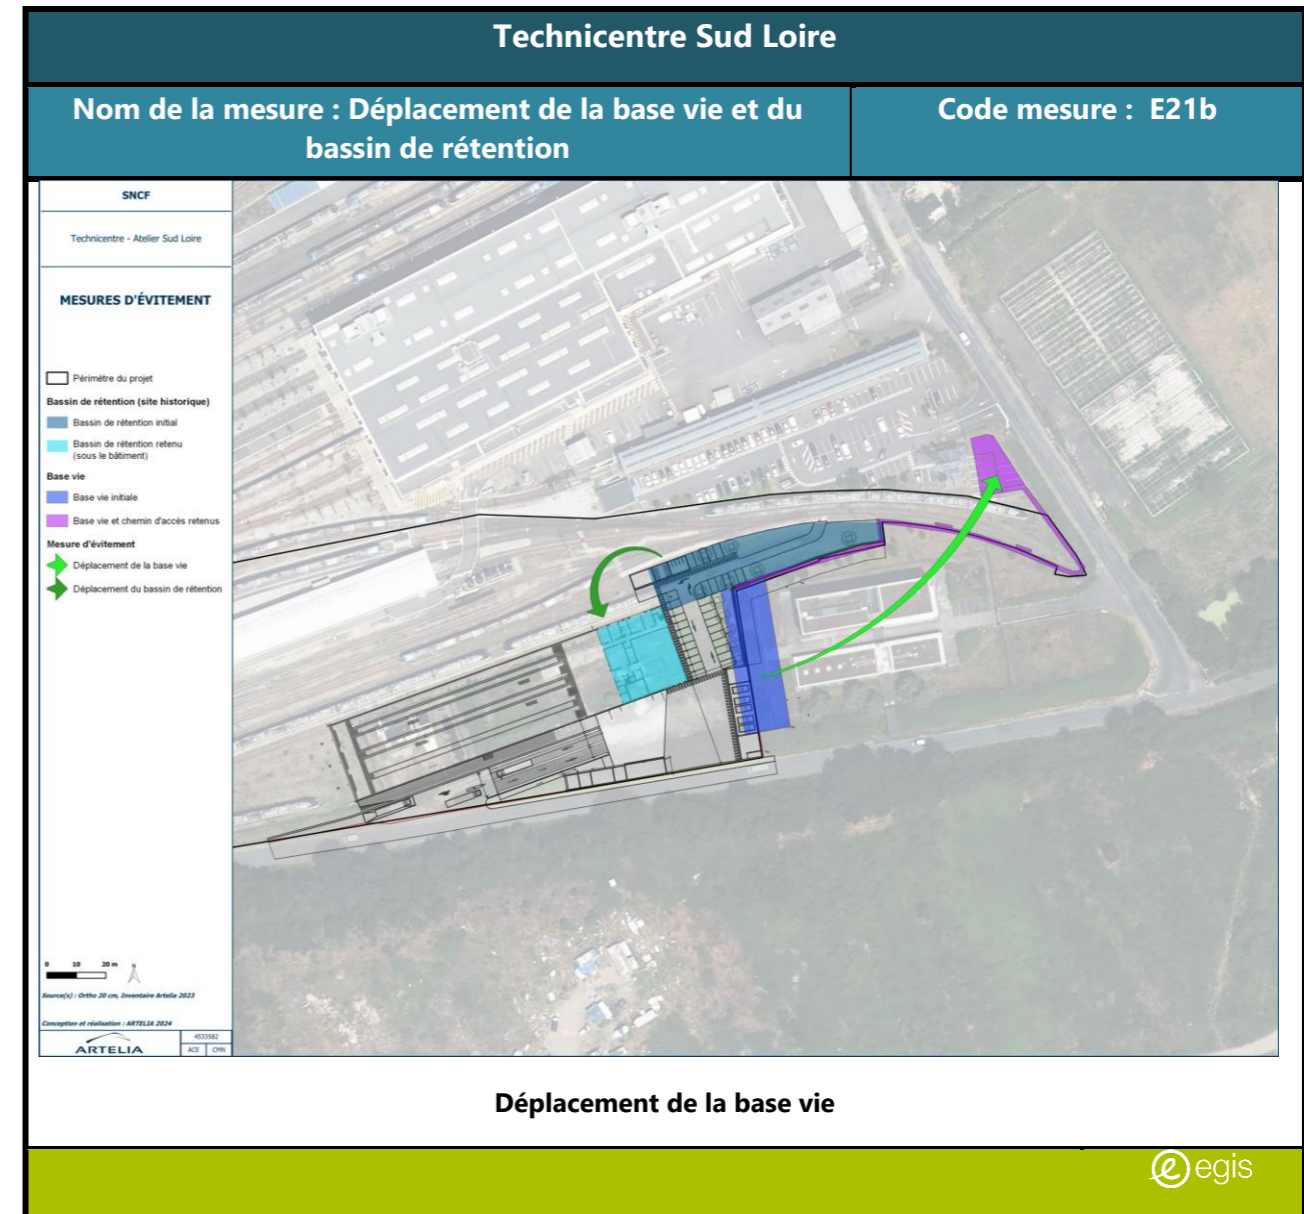 Technicentre Sud Loire
Nom de la mesure : Déplacement de la base vie et du
bassin de rétention
Code mesure : E21b
SNCF
Technicentre - Atelier Sud Loire
MESURES D'ÉVITEMENT
Périmètre du projet
Bassin de rétention (site historique)
Bassin de rétention initial
Bassin de rétention retenu
(sous le bâtiment)
Base vie
Base vie initiale
Base vie et chemin d'accès retenus
Mesure d'évitement
Déplacement de la base vie
Déplacement du bassin de rétention
0 10 20 m
N
Source(s) : Ortho 20 cm, Inventaire Artelia 2023
Conception et réalisation : ARTELIA 2024
ARTELIA
4533582
ACE CMN
Déplacement de la base vie
egis